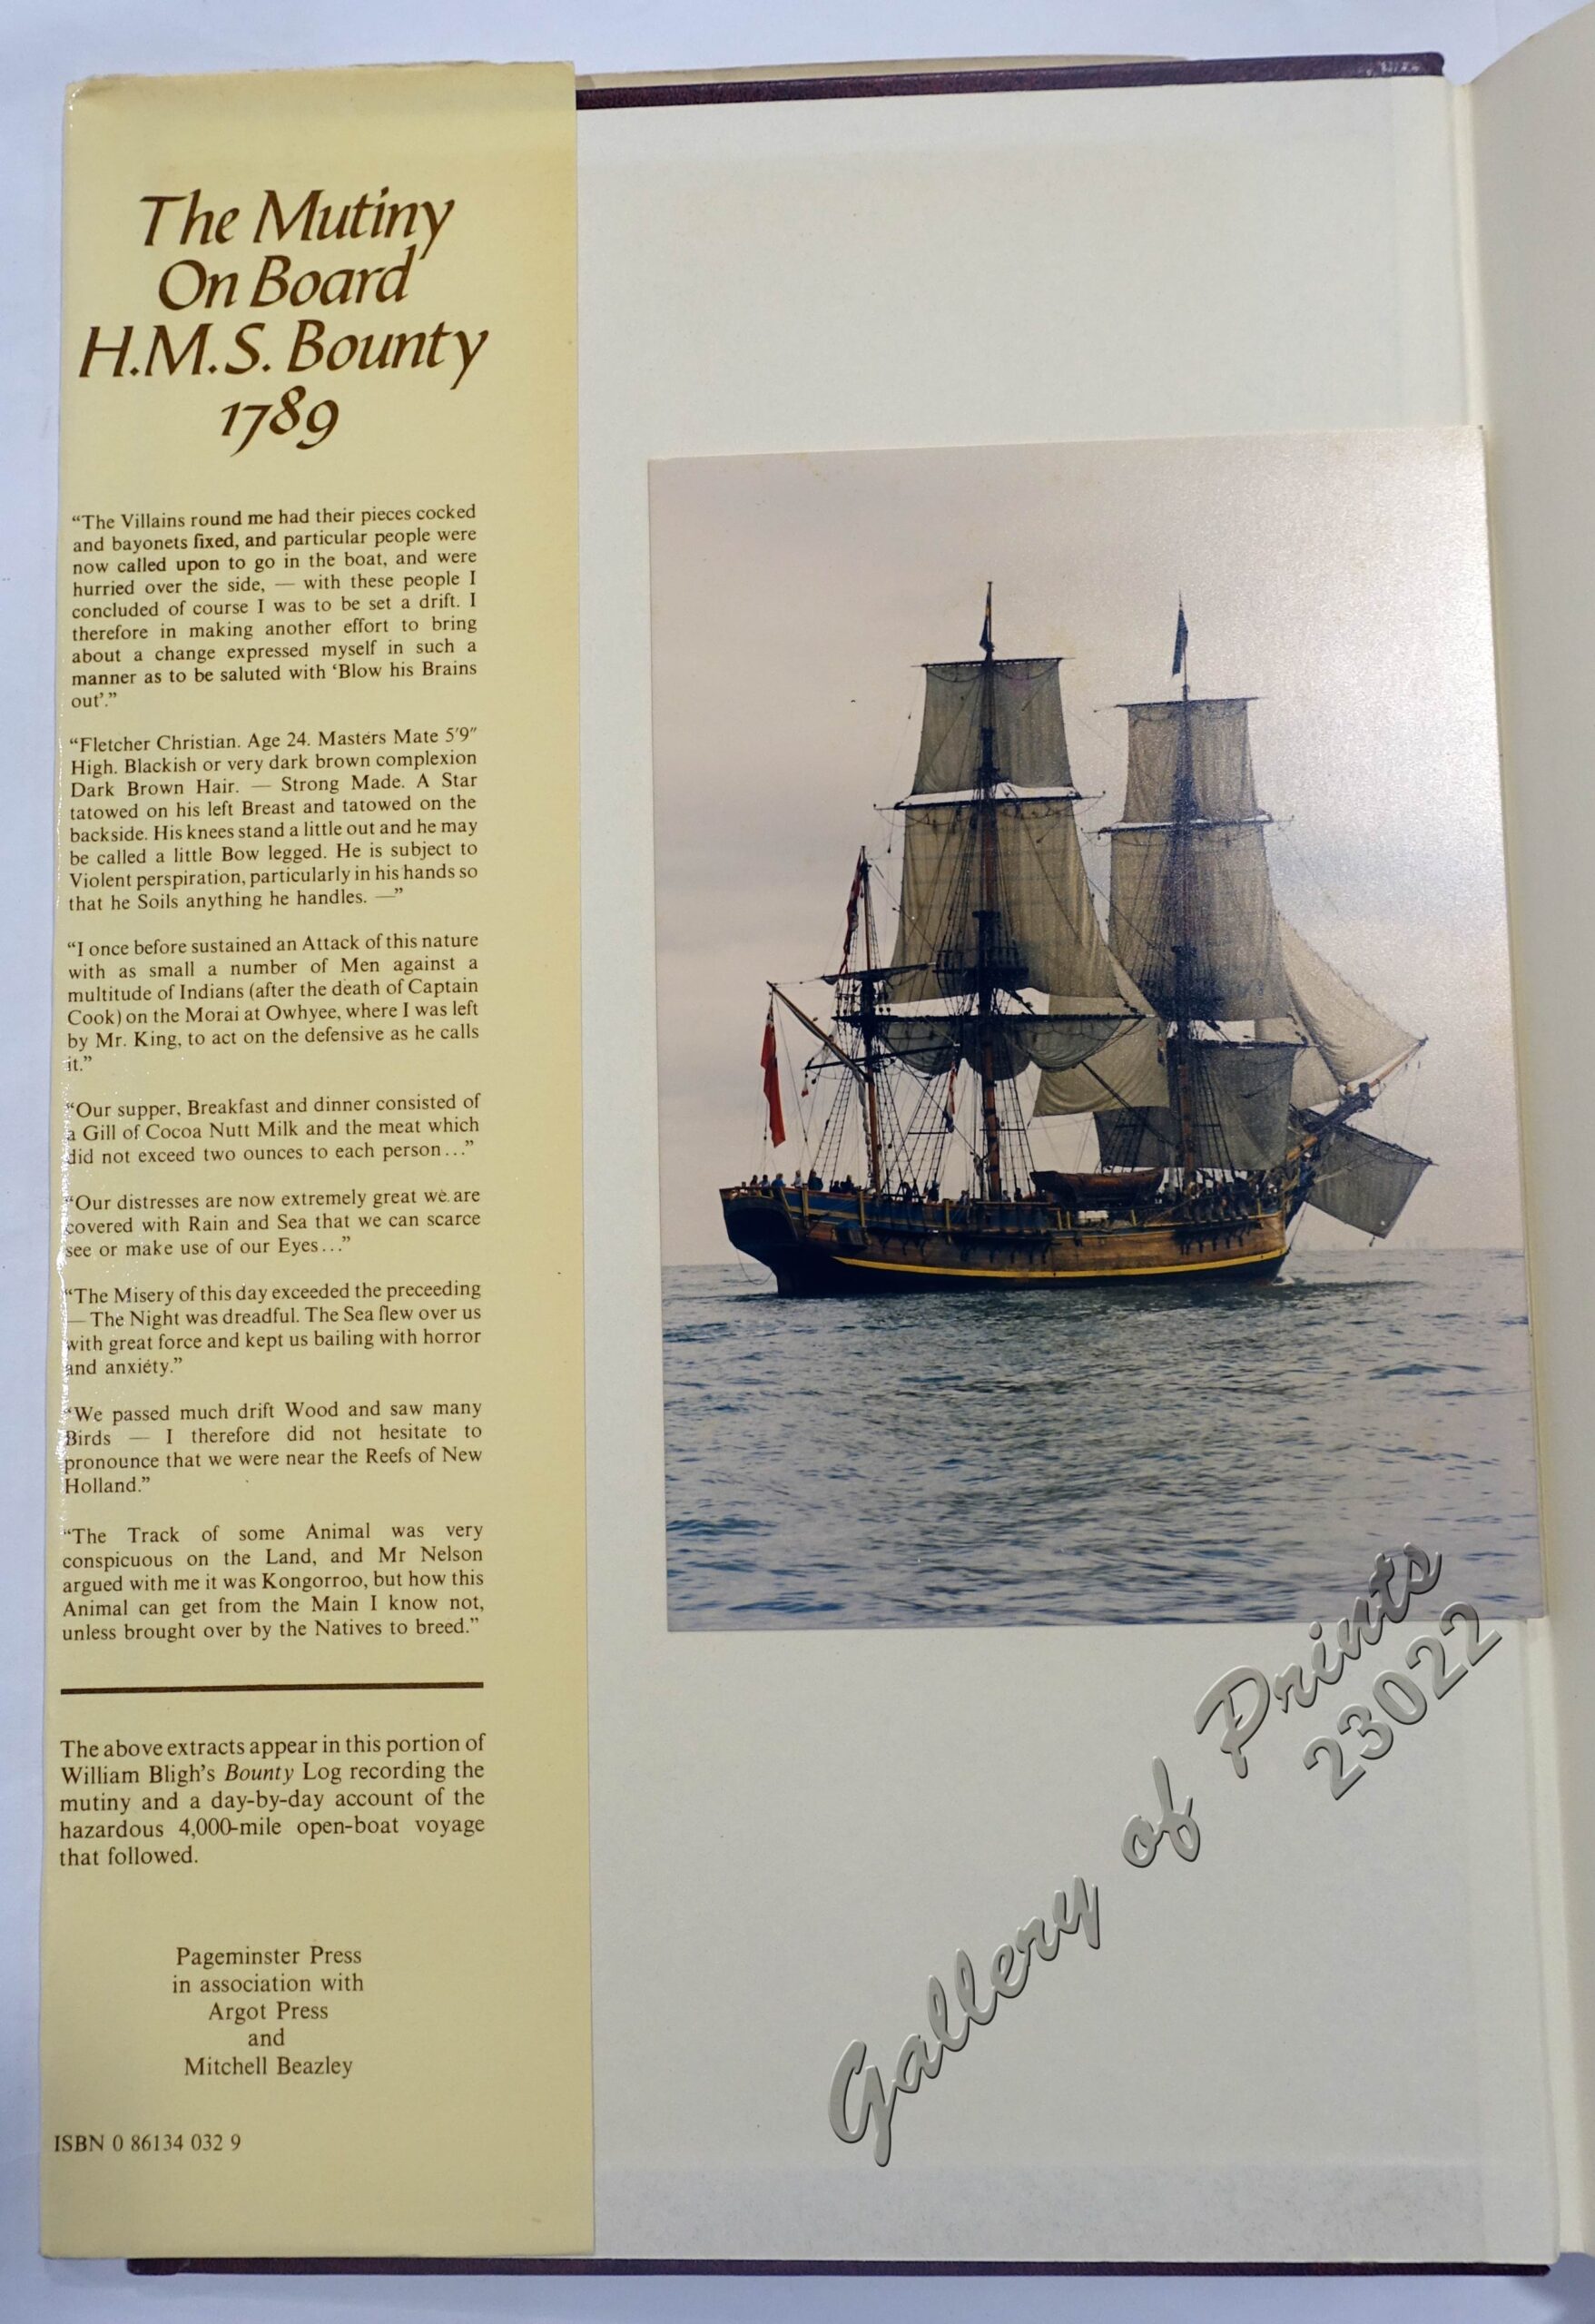 The Mutiny
On Board
H.M.S. Bounty
1789
“The Villains round me had their pieces cocked
and bayonets fixed, and particular people were
now called upon to go in the boat, and were
hurried over the side, — with these people I
concluded of course I was to be set a drift. I
therefore in making another effort to bring
about a change expressed myself in such a
manner as to be saluted with ‘Blow his Brains
out’.”
“Fletcher Christian. Age 24. Masters Mate 5′9″
High. Blackish or very dark brown complexion
Dark Brown Hair. — Strong Made. A Star
tatowed on his left Breast and tatowed on the
backside. His knees stand a little out and he may
be called a little Bow legged. He is subject to
Violent perspiration, particularly in his hands so
that he Soils anything he handles. —”
“I once before sustained an Attack of this nature
with as small a number of Men against a
multitude of Indians (after the death of Captain
Cook) on the Morai at Owhyee, where I was left
by Mr. King, to act on the defensive as he calls
it.”
“Our supper, Breakfast and dinner consisted of
a Gill of Cocoa Nutt Milk and the meat which
did not exceed two ounces to each person...”
“Our distresses are now extremely great we are
covered with Rain and Sea that we can scarce
see or make use of our Eyes...”
“The Misery of this day exceeded the preceeding
— The Night was dreadful. The Sea flew over us
with great force and kept us bailing with horror
and anxiety.”
“We passed much drift Wood and saw many
Birds — I therefore did not hesitate to
pronounce that we were near the Reefs of New
Holland.”
“The Track of some Animal was very
conspicuous on the Land, and Mr Nelson
argued with me it was Kongorroo, but how this
Animal can get from the Main I know not,
unless brought over by the Natives to breed.”
The above extracts appear in this portion of
William Bligh’s Bounty Log recording the
mutiny and a day-by-day account of the
hazardous 4,000-mile open-boat voyage
that followed.
Pageminster Press
in association with
Argot Press
and
Mitchell Beazley
ISBN 0 86134 032 9
Gallery of Prints
23022